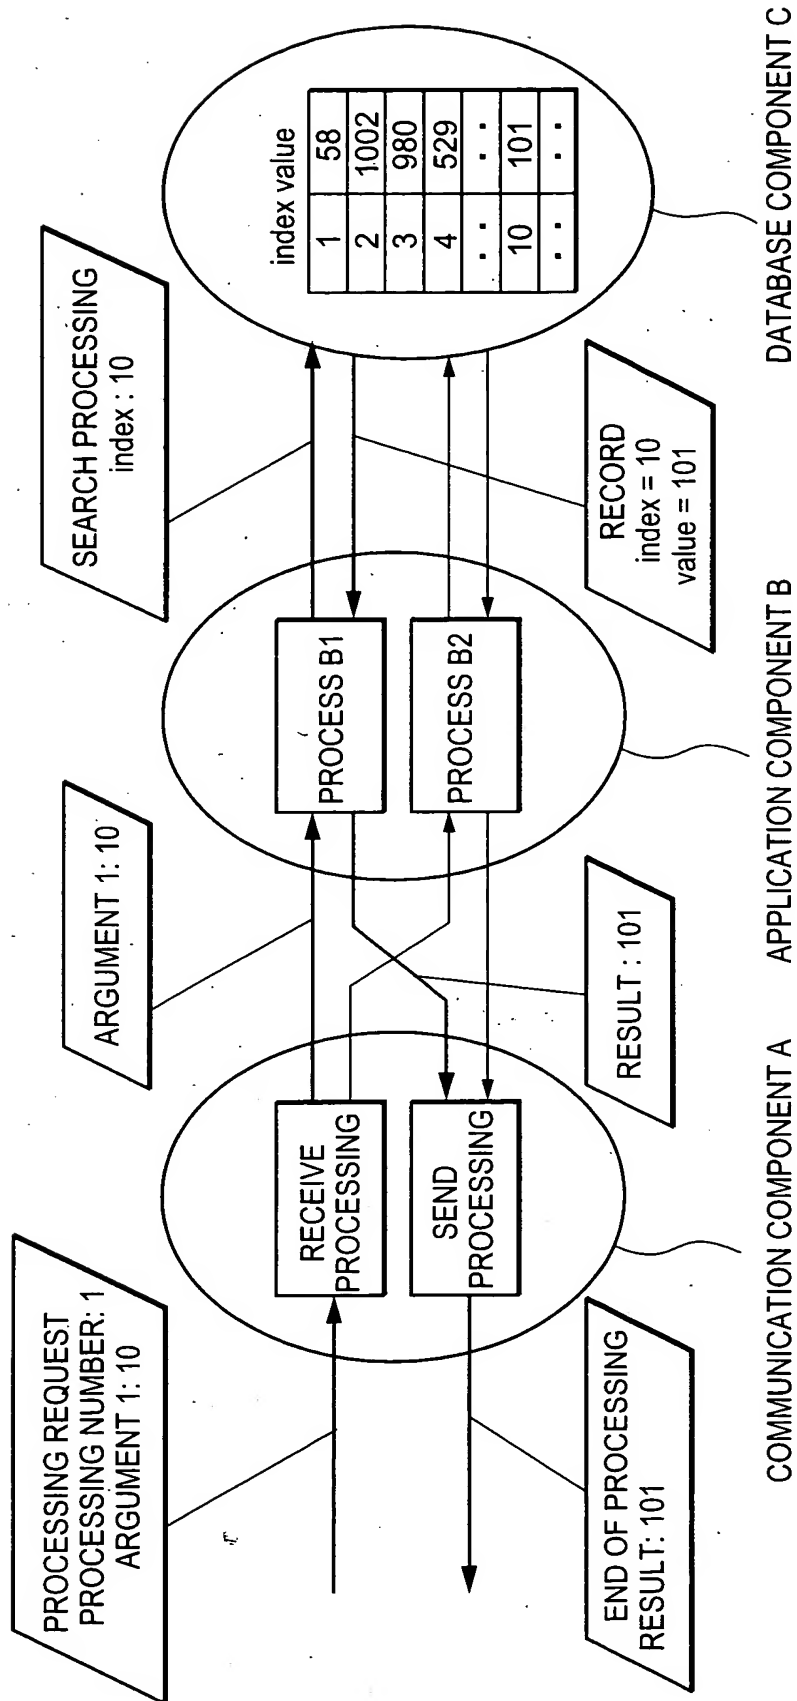 PROCESSING REQUEST
PROCESSING NUMBER: 1
ARGUMENT 1: 10
ARGUMENT 1: 10
SEARCH PROCESSING
index : 10
RECEIVE
PROCESSING
SEND
PROCESSING
PROCESS B1
PROCESS B2
index value
1 58
2 1002
3 980
4 529
: :
10 101
: :
END OF PROCESSING
RESULT: 101
RESULT : 101
RECORD
index = 10
value = 101
COMMUNICATION COMPONENT A
APPLICATION COMPONENT B
DATABASE COMPONENT C